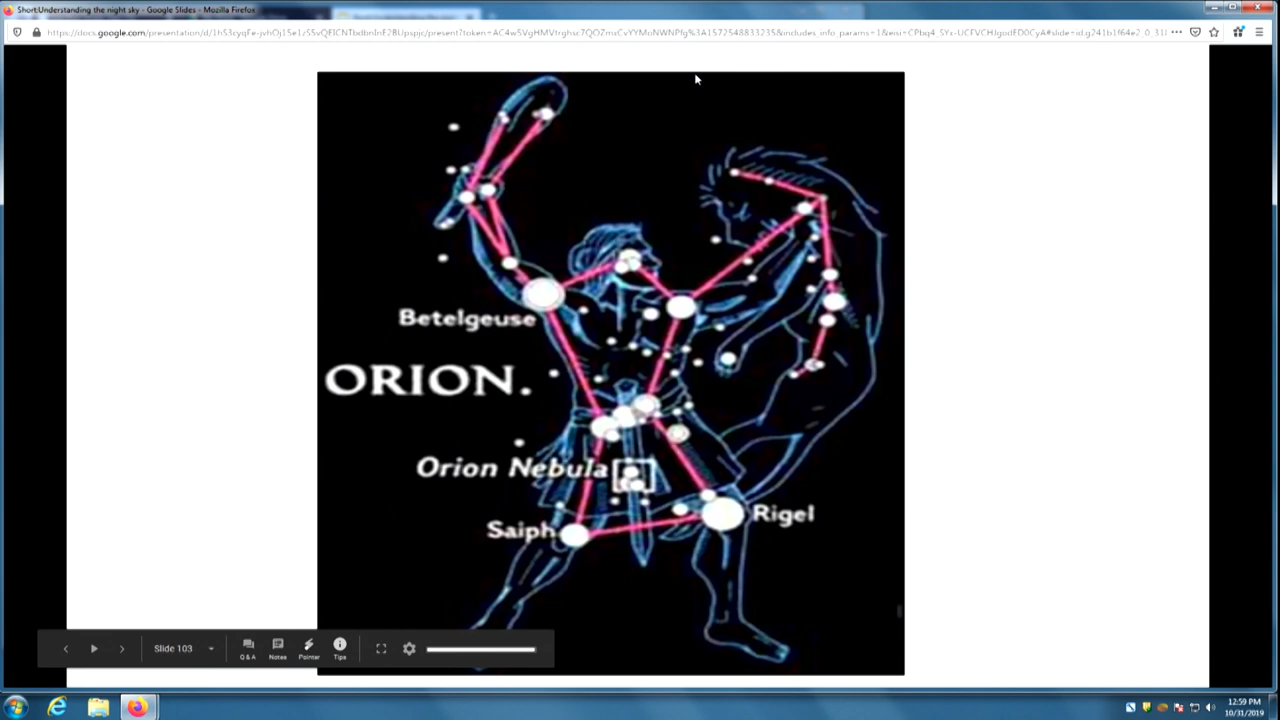 Short:Understanding the night sky - Google Slides - Mozilla Firefox
Betelgeuse
ORION.
Orion Nebula
Saiph
Rigel
Slide 103
Q & A
Notes
Pointer
Tips
12:59 PM
10/31/2019